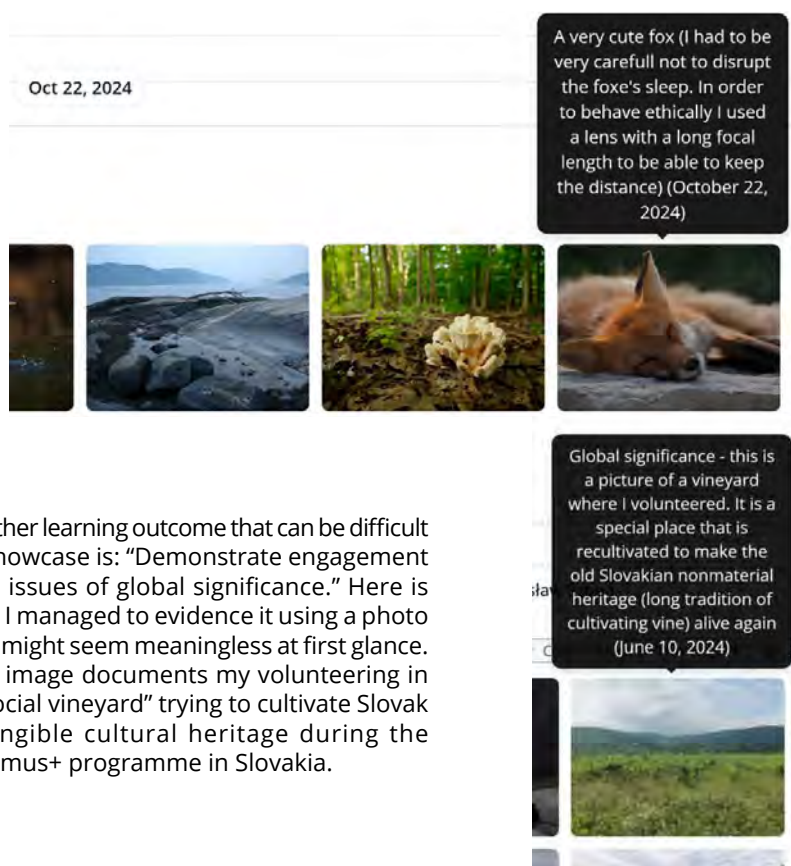 Oct 22, 2024
A very cute fox (I had to be
very carefull not to disrupt
the foxe's sleep. In order
to behave ethically I used
a lens with a long focal
length to be able to keep
the distance) (October 22,
2024)
ther learning outcome that can be difficult
howcase is: “Demonstrate engagement
issues of global significance.” Here is
I managed to evidence it using a photo
might seem meaningless at first glance.
image documents my volunteering in
ocial vineyard” trying to cultivate Slovak
ngible cultural heritage during the
mus+ programme in Slovakia.
Global significance - this is
a picture of a vineyard
where I volunteered. It is a
special place that is
recultivated to make the
old Slovakian nonmaterial
heritage (long tradition of
cultivating vine) alive again
(June 10, 2024)